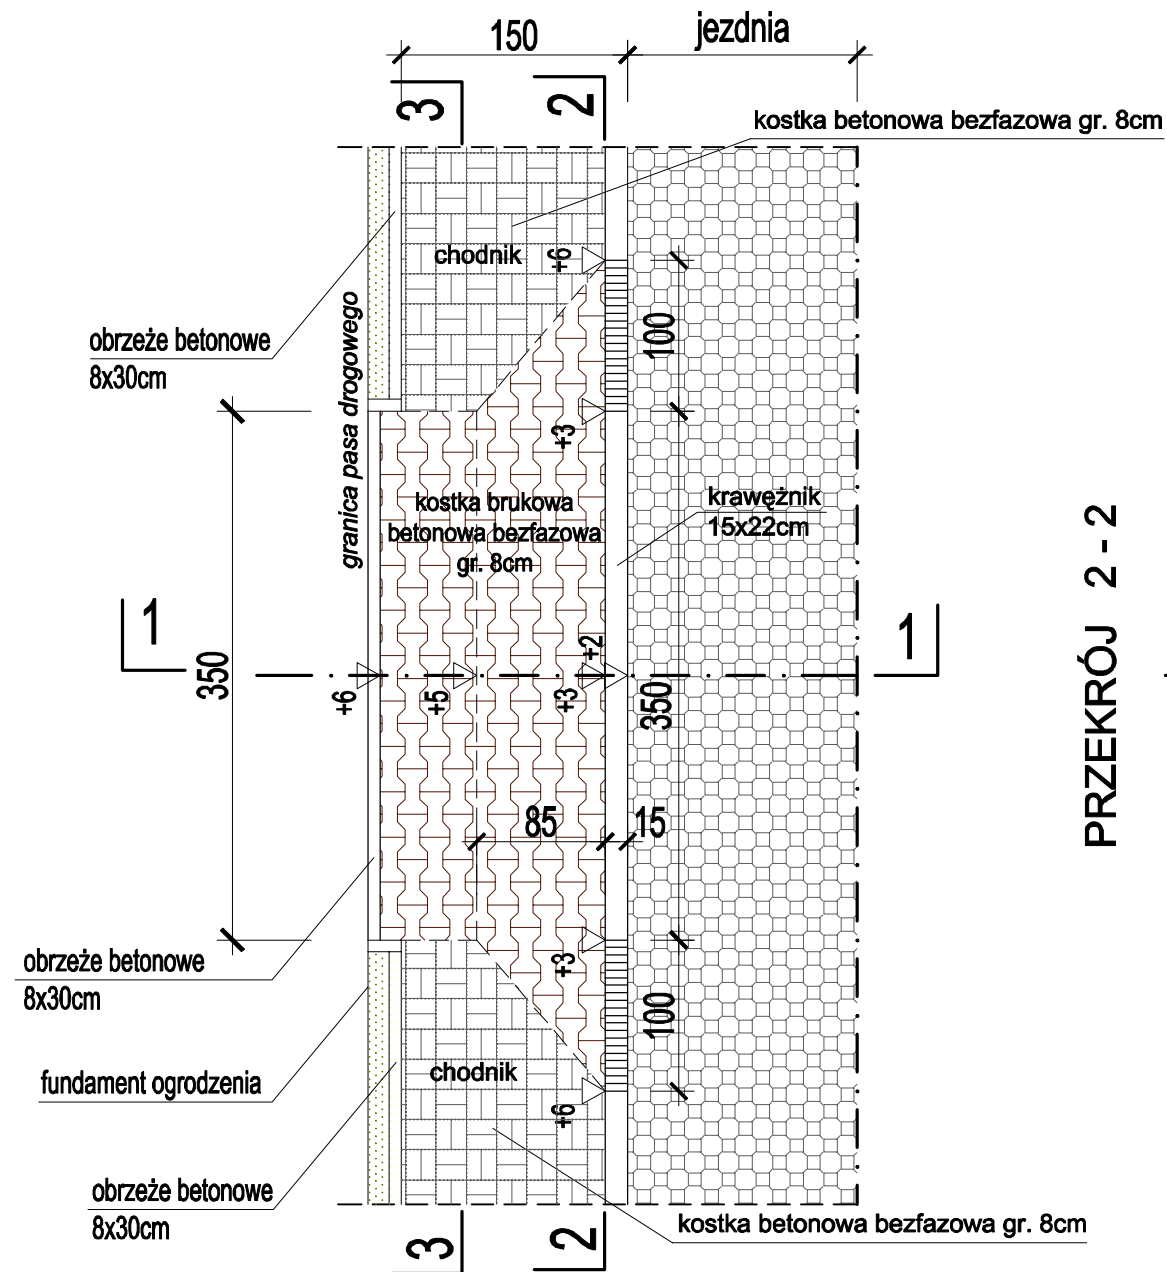 150
jezdnia
3
2
kostka betonowa bezfazowa gr. 8cm
chodnik
+6
obrzeże betonowe
8x30cm
granica pasa drogowego
100
+3
kostka brukowa
betonowa bezfazowa
gr. 8cm
krawężnik
15x22cm
PRZEKRÓJ 2 - 2
1
1
350
+6
+5
+3
+2
350
85
15
obrzeże betonowe
8x30cm
+3
100
fundament ogrodzenia
chodnik
+6
obrzeże betonowe
8x30cm
kostka betonowa bezfazowa gr. 8cm
3
2